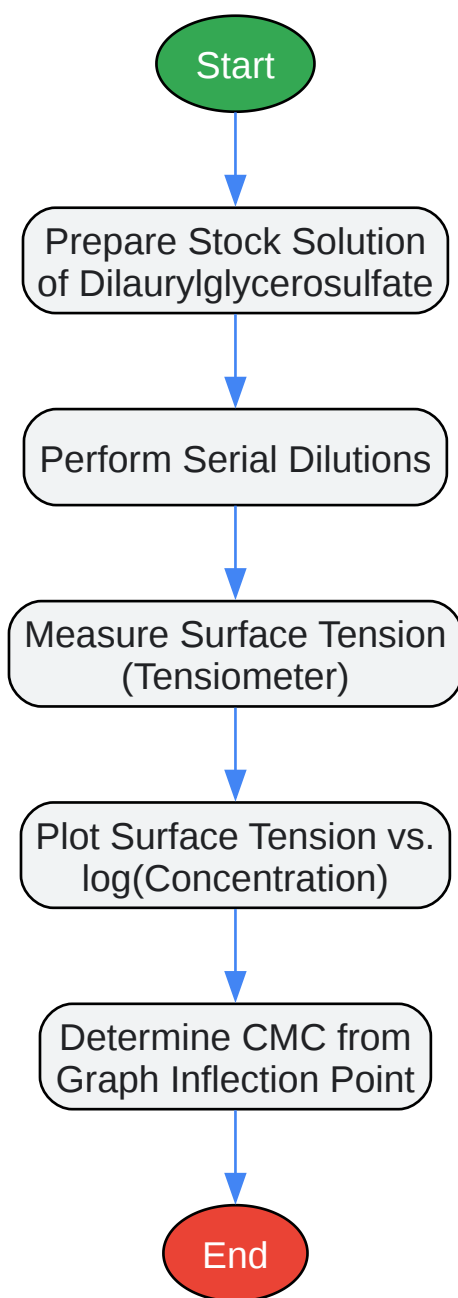 Start
Prepare Stock Solution
of Dilaurylglycerosulfate
Perform Serial Dilutions
Measure Surface Tension
(Tensiometer)
Plot Surface Tension vs.
log(Concentration)
Determine CMC from
Graph Inflection Point
End